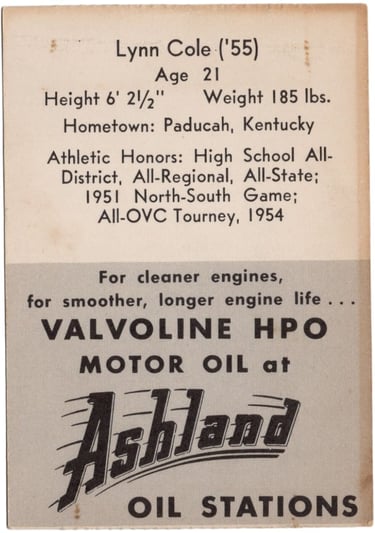 Lynn Cole ('55)
Age 21
Height 6' 2½" Weight 185 lbs.
Hometown: Paducah, Kentucky
Athletic Honors: High School All-
District, All-Regional, All-State;
1951 North-South Game;
All-OVC Tourney, 1954
For cleaner engines,
for smoother, longer engine life . . .
VALVOLINE HPO
MOTOR OIL at
Ashland
OIL STATIONS